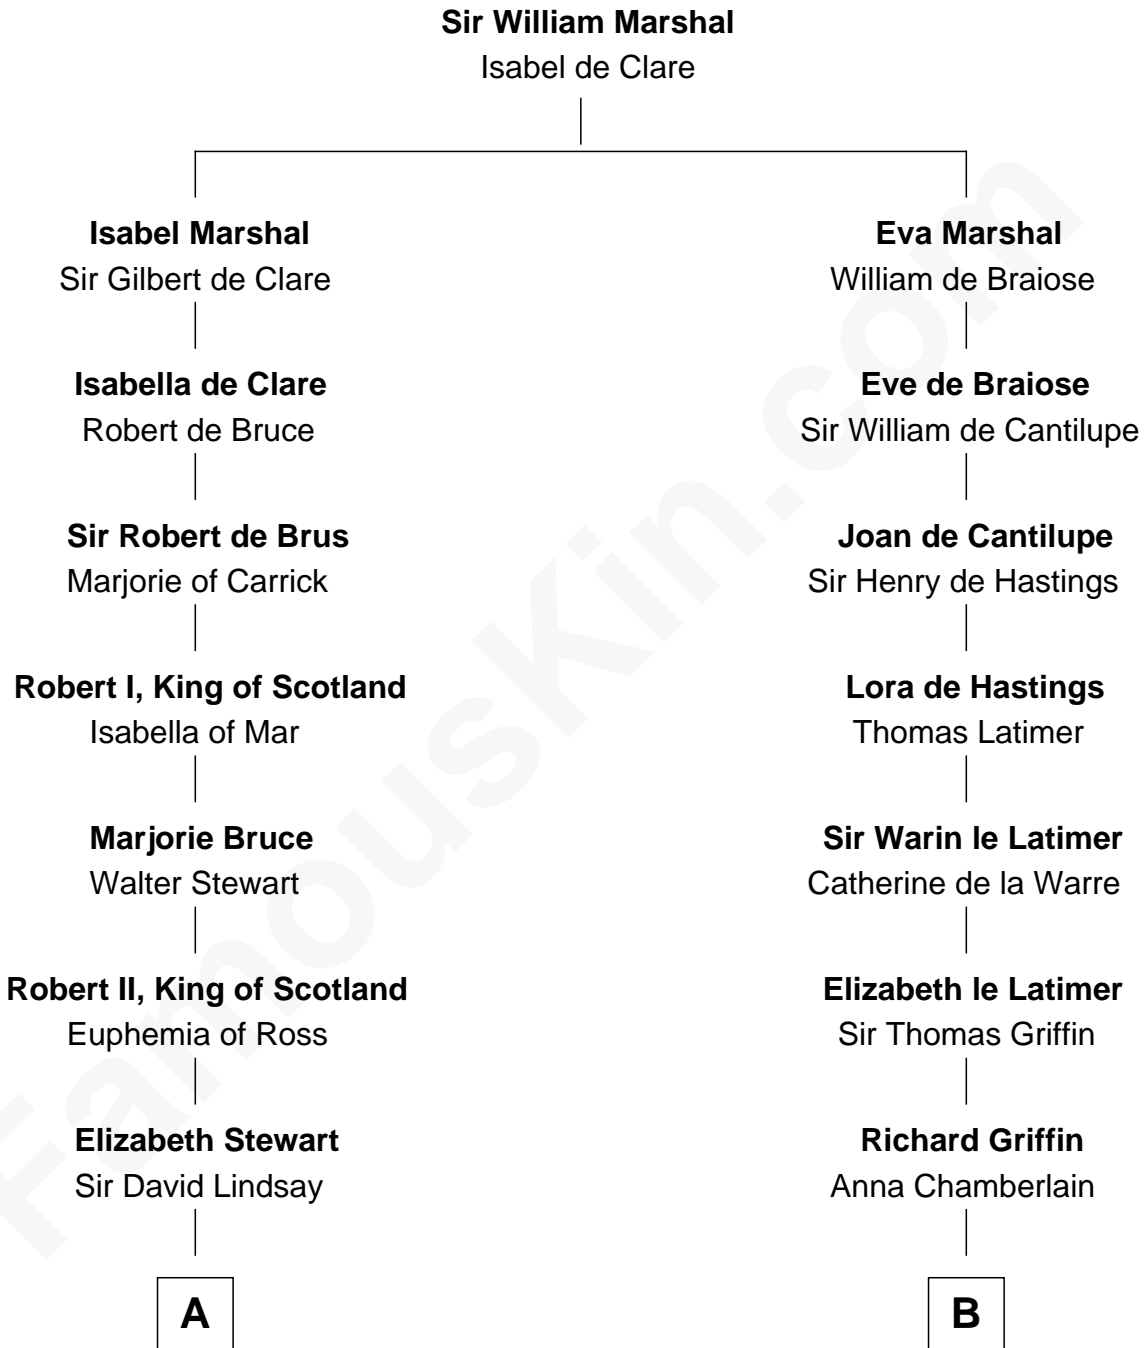 Sir William Marshal
Isabel de Clare
Isabel Marshal
Sir Gilbert de Clare
Eva Marshal
William de Braiose
Isabella de Clare
Robert de Bruce
Eve de Braiose
Sir William de Cantilupe
Sir Robert de Brus
Marjorie of Carrick
Joan de Cantilupe
Sir Henry de Hastings
Robert I, King of Scotland
Isabella of Mar
Lora de Hastings
Thomas Latimer
Marjorie Bruce
Walter Stewart
Sir Warin le Latimer
Catherine de la Warre
Robert II, King of Scotland
Euphemia of Ross
Elizabeth le Latimer
Sir Thomas Griffin
Elizabeth Stewart
Sir David Lindsay
Richard Griffin
Anna Chamberlain
A
B
FamousKin.com